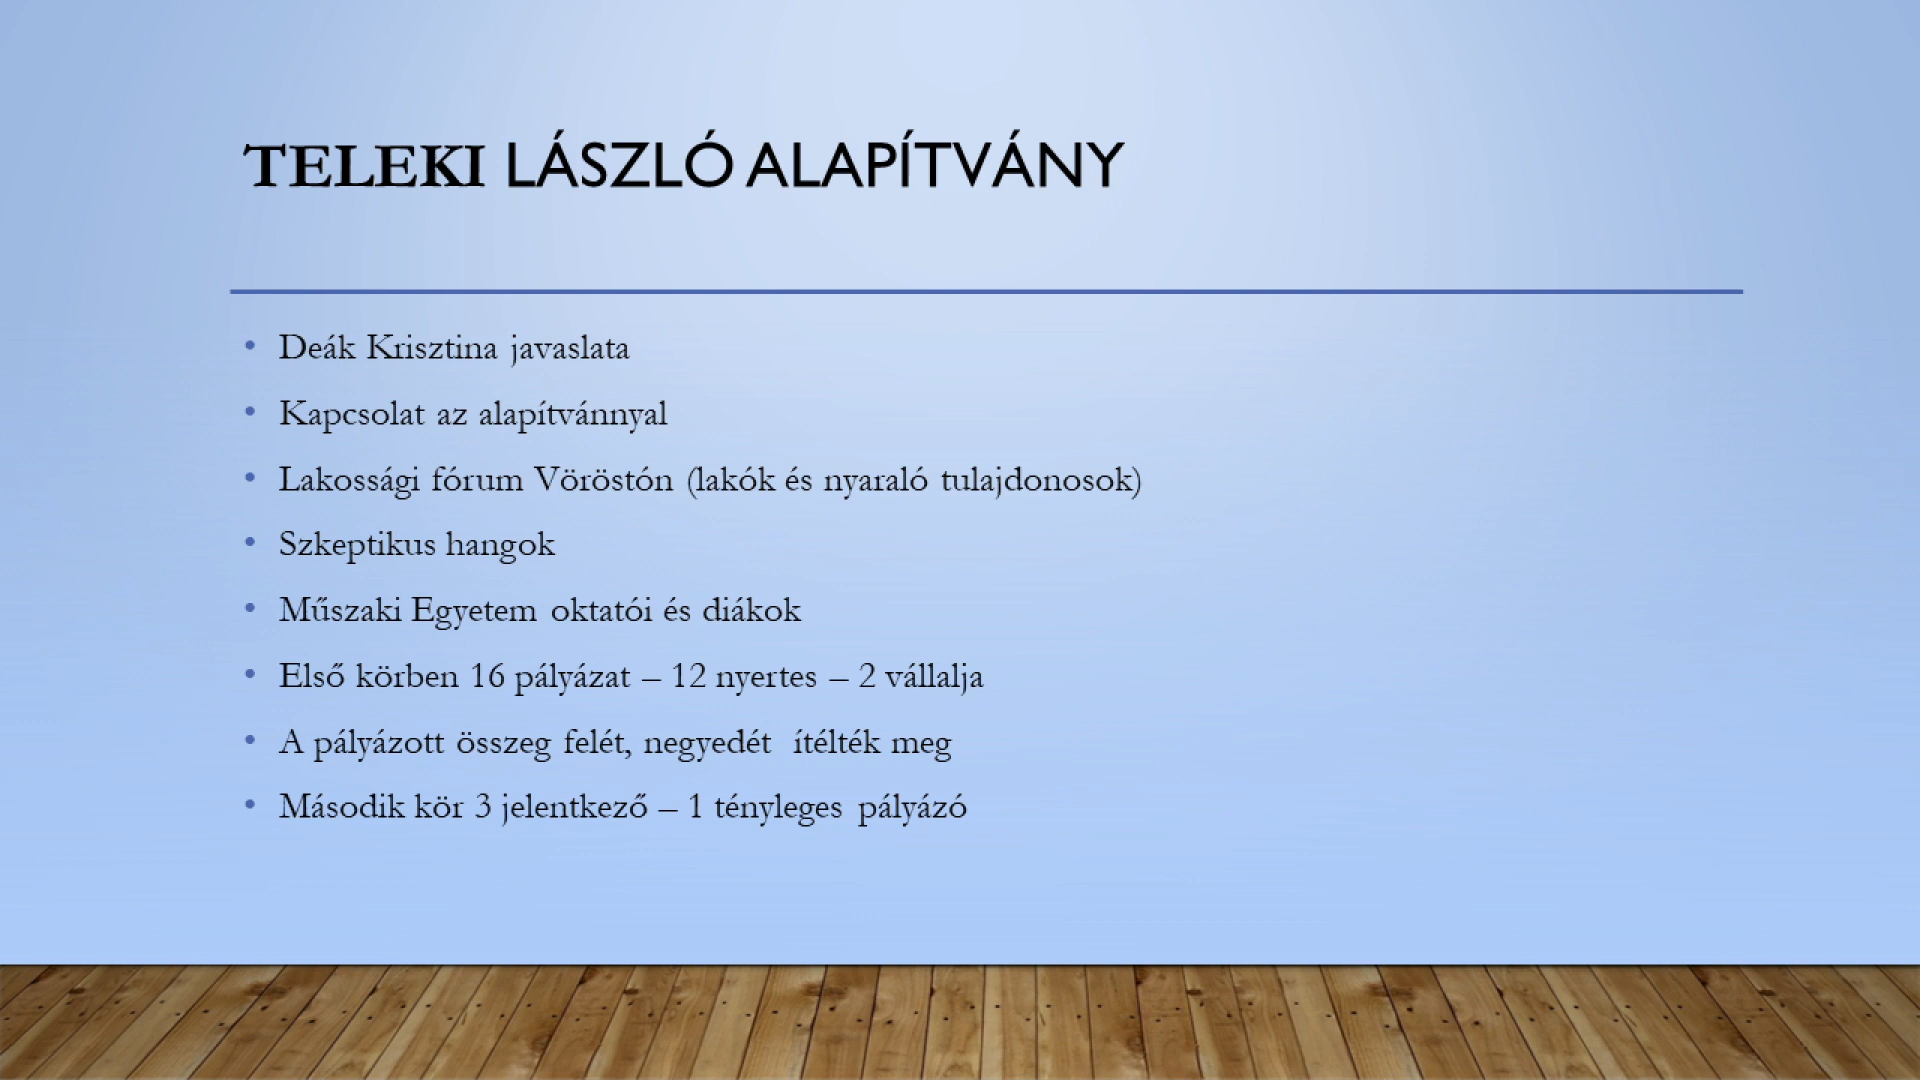 TELEKI LÁSZLÓ ALAPÍTVÁNY
• Deák Krisztina javaslata
• Kapcsolat az alapítvánnyal
• Lakossági fórum Vöröstón (lakók és nyaraló tulajdonosok)
• Szkeptikus hangok
• Műszaki Egyetem oktatói és diákok
• Első körben 16 pályázat – 12 nyertes – 2 vállalja
• A pályázott összeg felét, negyedét ítélték meg
• Második kör 3 jelentkező – 1 tényleges pályázó